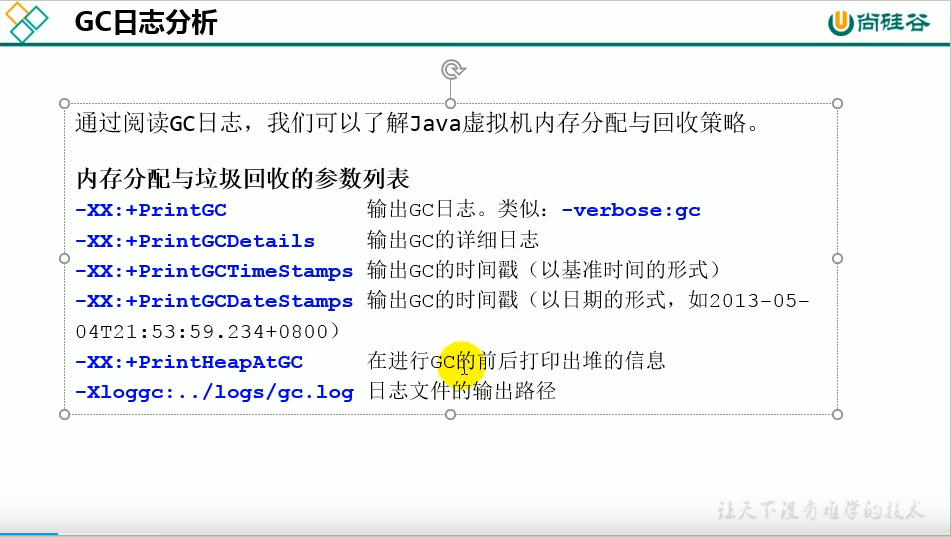 GC日志分析
尚硅谷
通过阅读GC日志，我们可以了解Java虚拟机内存分配与回收策略。
内存分配与垃圾回收的参数列表
-XX:+PrintGC 输出GC日志。类似：-verbose:gc
-XX:+PrintGCDetails 输出GC的详细日志
-XX:+PrintGCTimeStamps 输出GC的时间戳（以基准时间的形式）
-XX:+PrintGCDateStamps 输出GC的时间戳（以日期的形式，如2013-05-
04T21:53:59.234+0800）
-XX:+PrintHeapAtGC 在进行GC的前后打印出堆的信息
-Xloggc:../logs/gc.log 日志文件的输出路径
让天下没有难学的技术